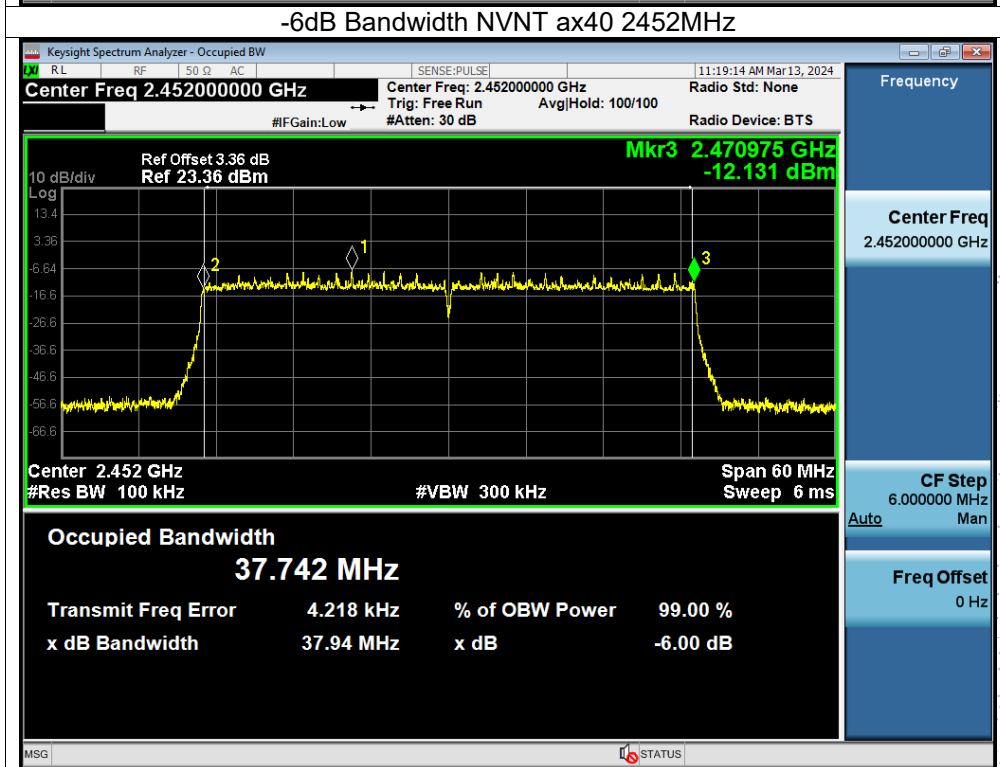 -6dB Bandwidth NVNT ax40 2452MHz
Keysight Spectrum Analyzer - Occupied BW
LXI RL RF 50 Ω AC SENSE:PULSE 11:19:14 AM Mar 13, 2024
Center Freq 2.452000000 GHz
Center Freq: 2.452000000 GHz Radio Std: None
Trig: Free Run Avg|Hold: 100/100
#IFGain:Low #Atten: 30 dB Radio Device: BTS
Mkr3 2.470975 GHz
-12.131 dBm
Ref Offset 3.36 dB
10 dB/div Ref 23.36 dBm
Log
13.4
3.36
-6.64
-16.6
-26.6
-36.6
-46.6
-56.6
-66.6
1
2
3
Center 2.452 GHz Span 60 MHz
#Res BW 100 kHz #VBW 300 kHz Sweep 6 ms
Occupied Bandwidth
37.742 MHz
Transmit Freq Error 4.218 kHz % of OBW Power 99.00 %
x dB Bandwidth 37.94 MHz x dB -6.00 dB
Frequency
Center Freq
2.452000000 GHz
CF Step
6.000000 MHz
Auto Man
Freq Offset
0 Hz
MSG STATUS